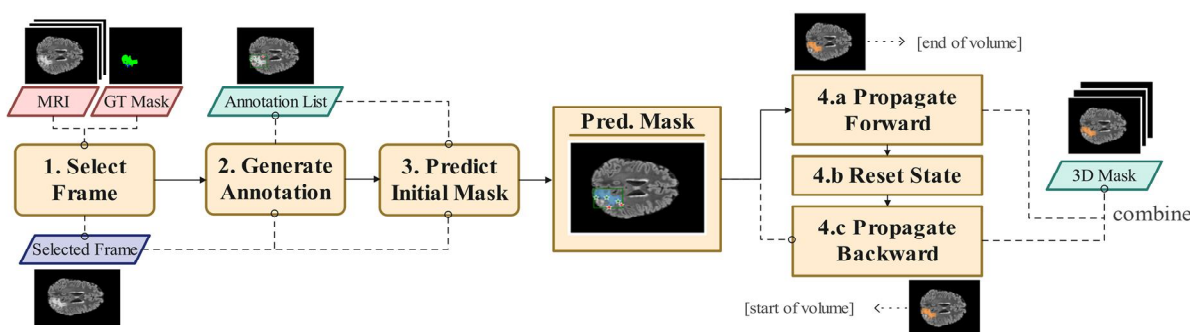 MRI
GT Mask
1. Select
Frame
Selected Frame
Annotation List
2. Generate
Annotation
3. Predict
Initial Mask
Pred. Mask
[end of volume]
4.a Propagate
Forward
4.b Reset State
4.c Propagate
Backward
[start of volume]
3D Mask
combine